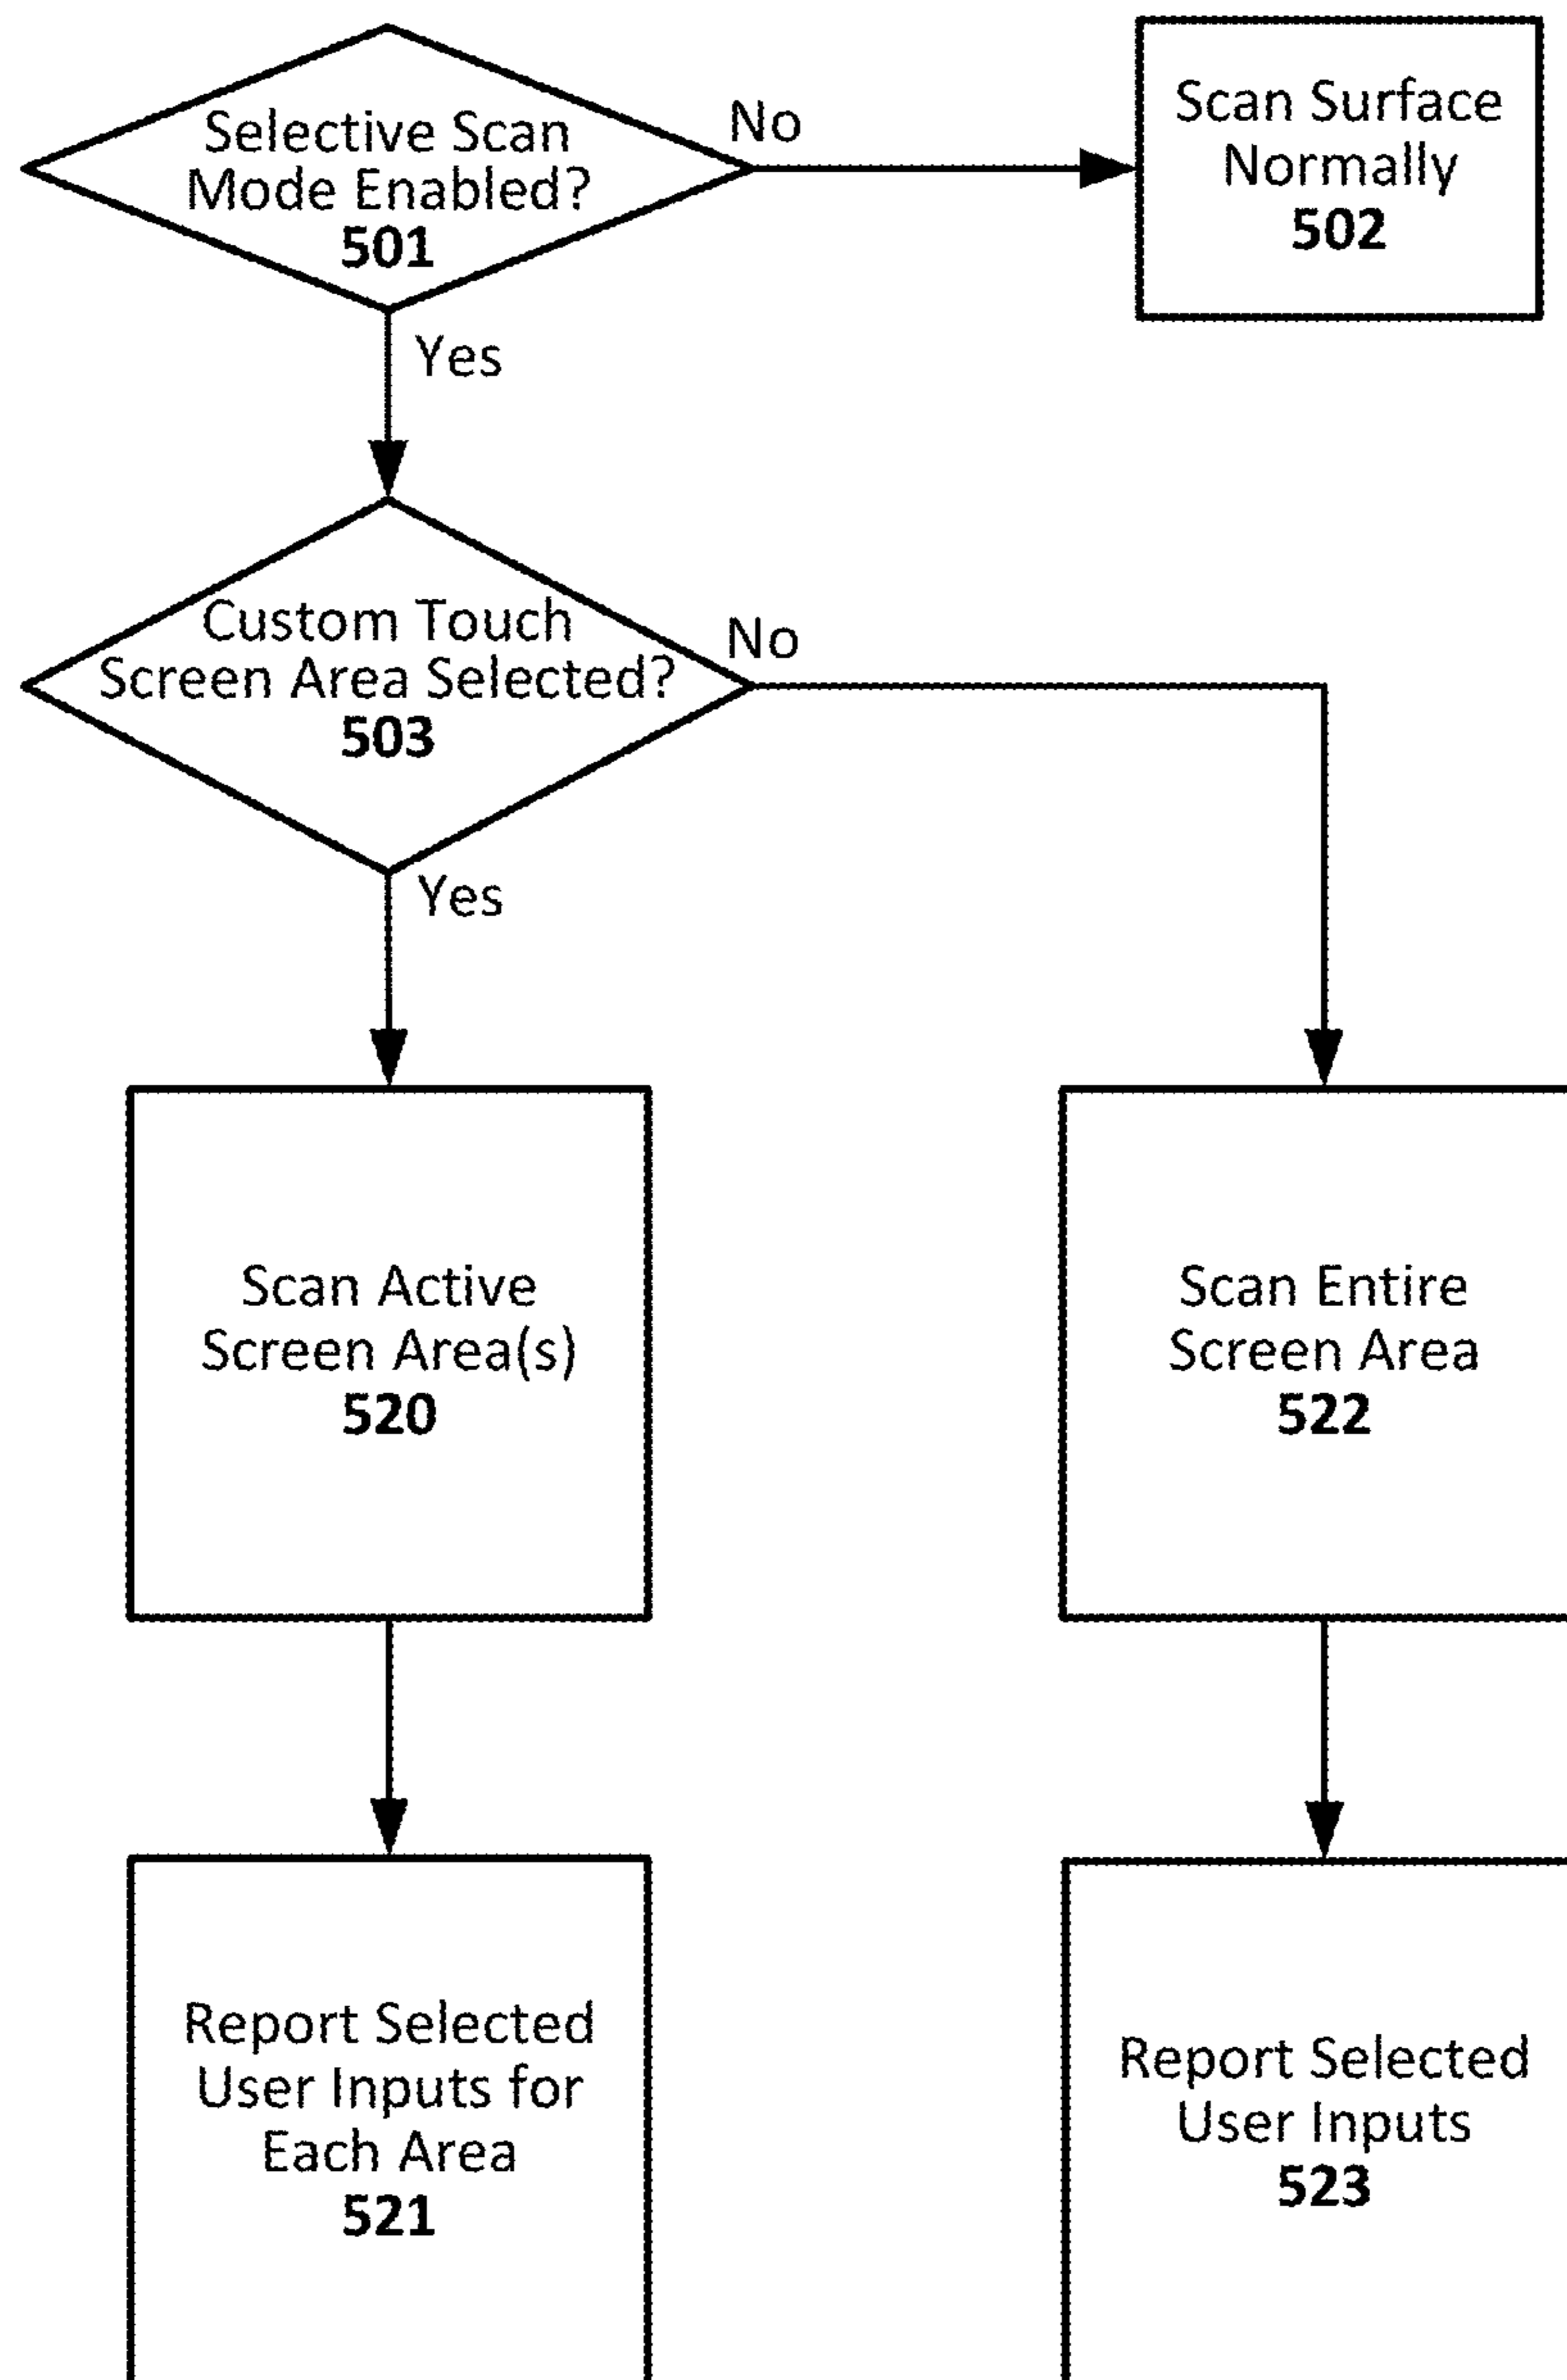 Selective Scan
Mode Enabled?
501
No
Scan Surface
Normally
502
Yes
Custom Touch
Screen Area Selected?
503
No
Yes
Scan Active
Screen Area(s)
520
Scan Entire
Screen Area
522
Report Selected
User Inputs for
Each Area
521
Report Selected
User Inputs
523